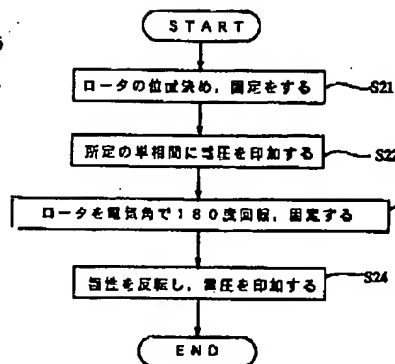 START
ロータの位置決め，固定をする
S21
所定の単相間に電圧を印加する
S22
ロータを電気角で180度回転，固定する
極性を反転し，電圧を印加する
S24
END